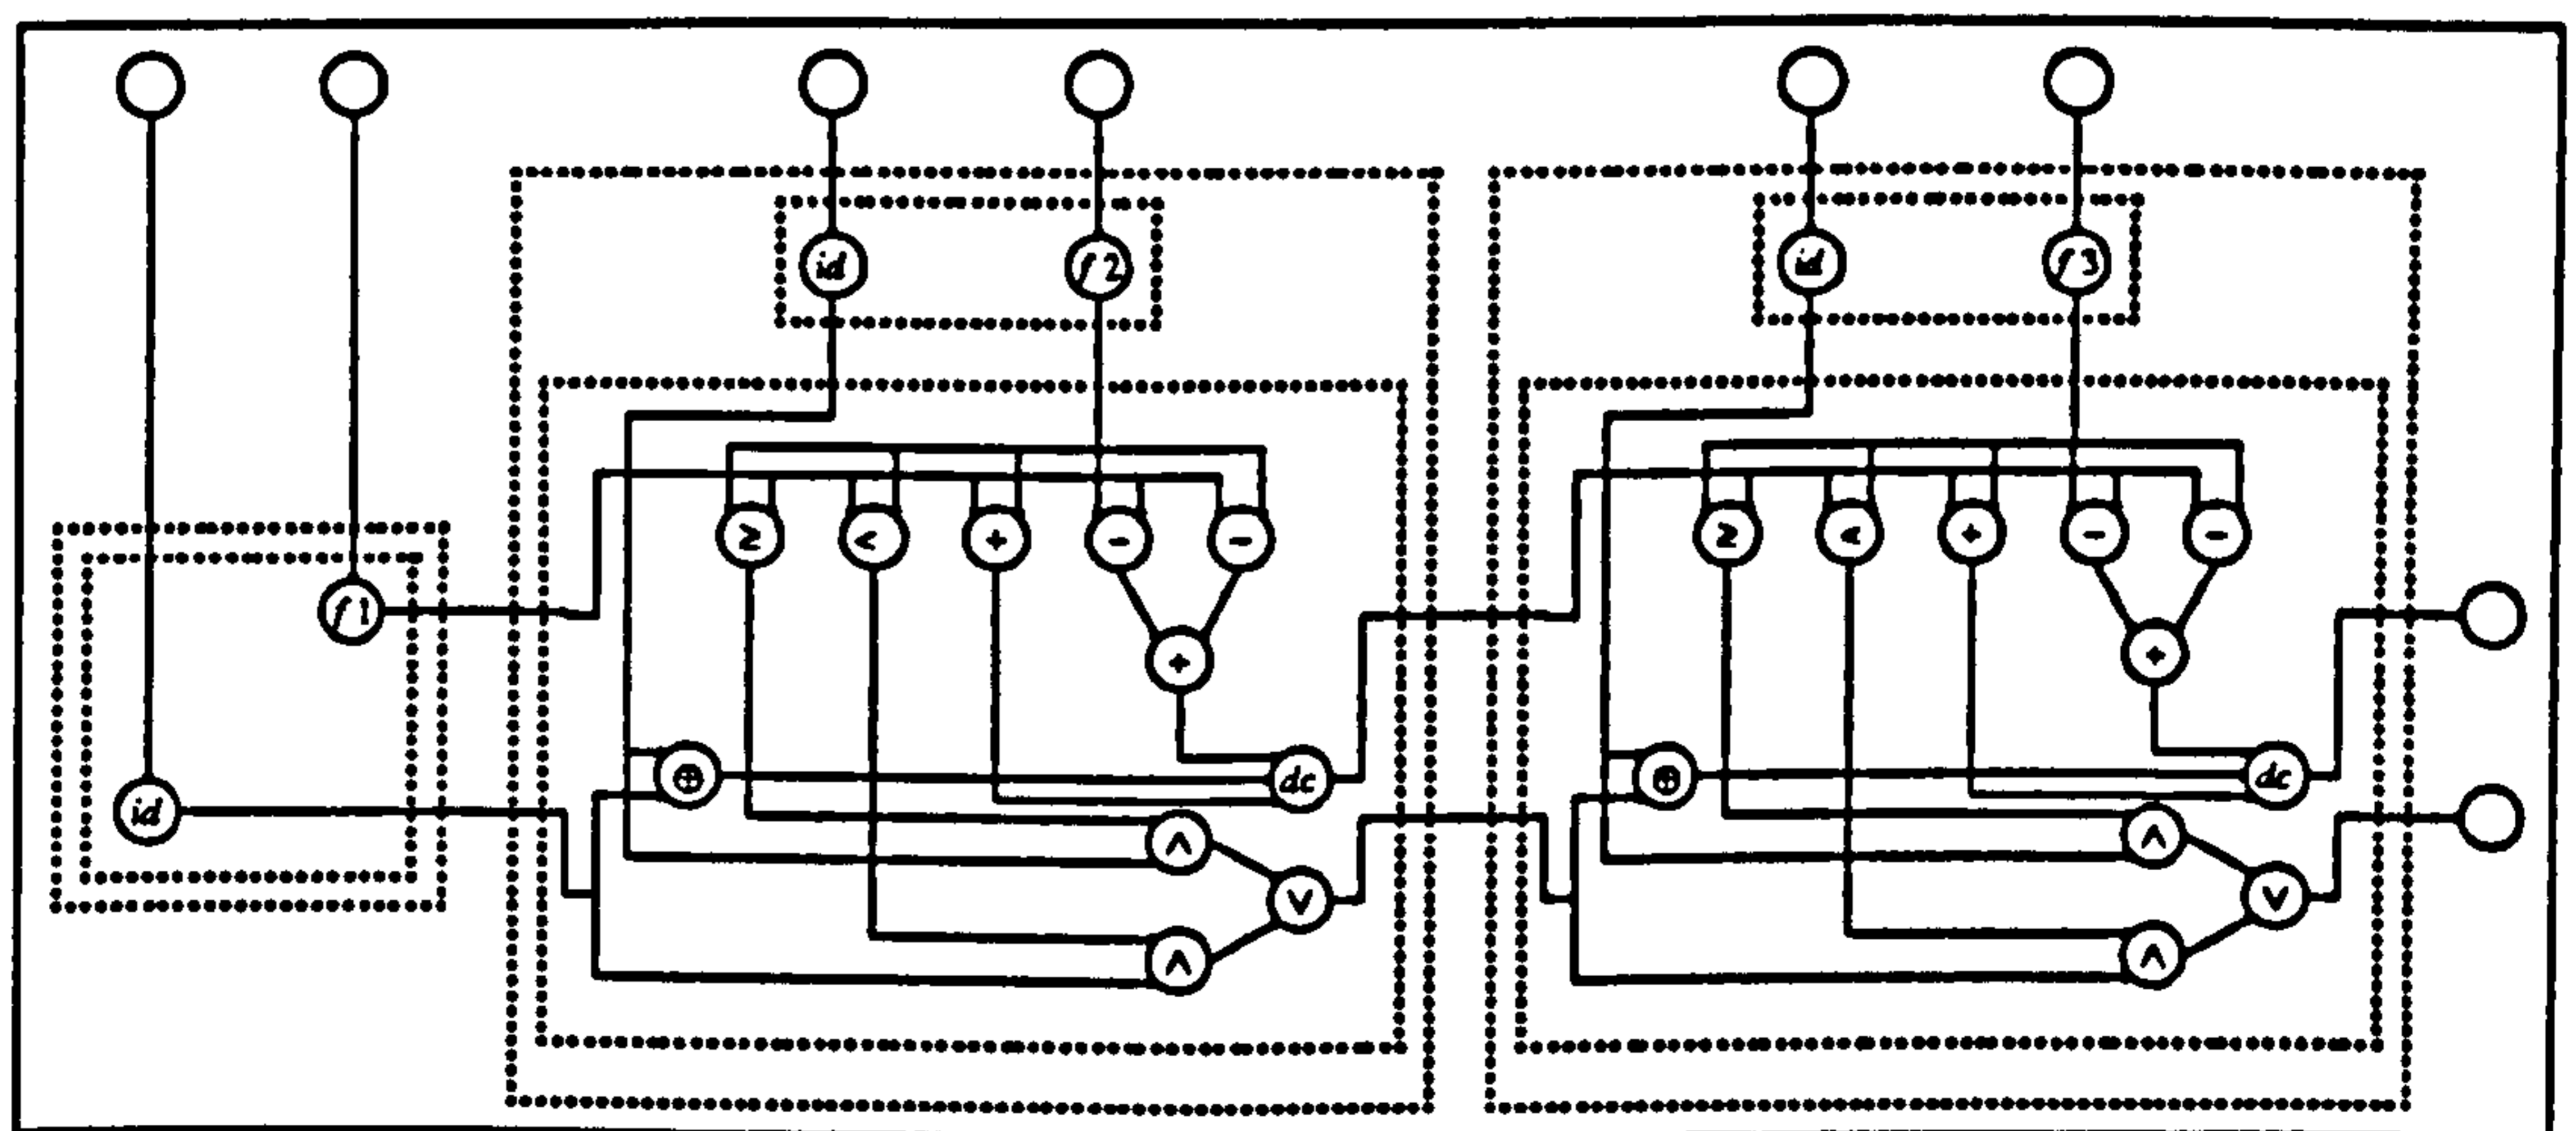 id f2 id f3
≥ < + - - ≥ < + - -
f1
+ +
⊕ dc ⊕ dc
id ∧ ∧
∨ ∨
∧ ∧